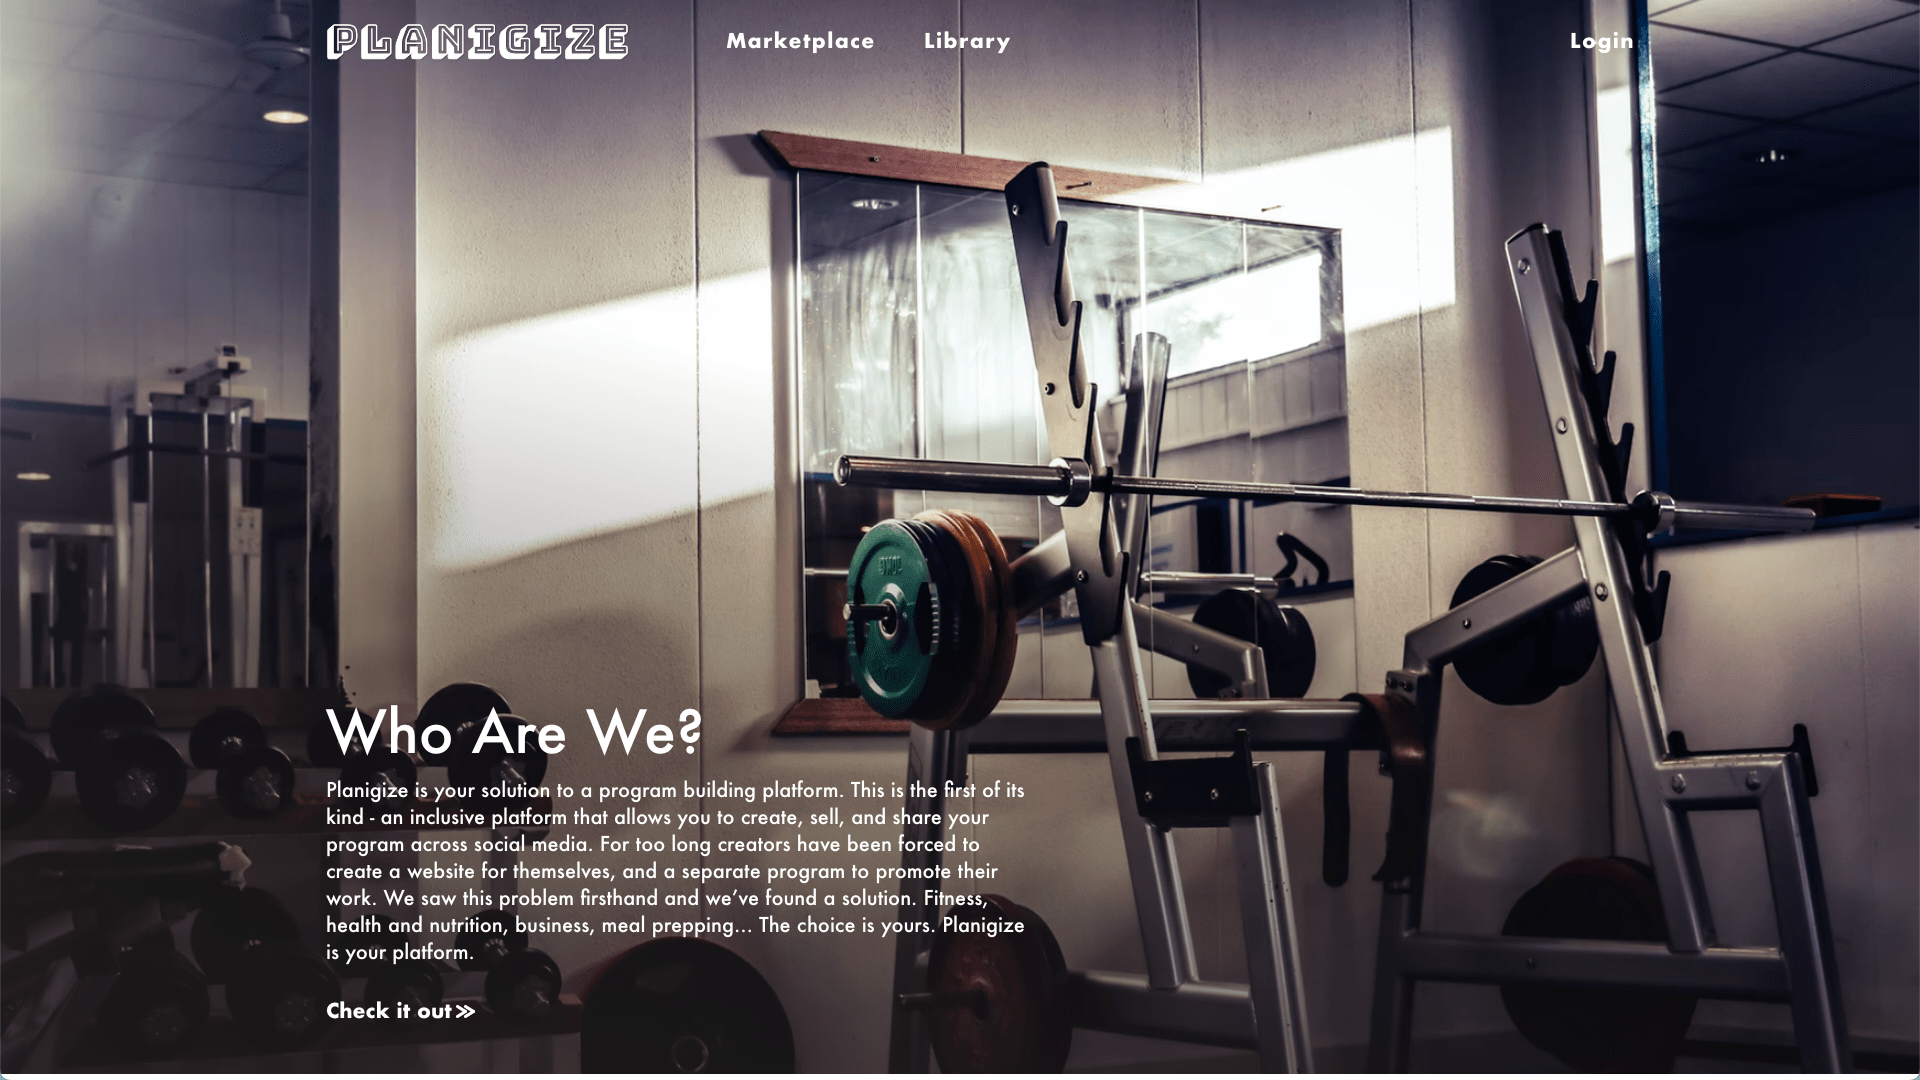 PLANIGIZE
Marketplace
Library
Login
Who Are We?
Planigize is your solution to a program building platform. This is the first of its
kind - an inclusive platform that allows you to create, sell, and share your
program across social media. For too long creators have been forced to
create a website for themselves, and a separate program to promote their
work. We saw this problem firsthand and we’ve found a solution. Fitness,
health and nutrition, business, meal prepping... The choice is yours. Planigize
is your platform.
Check it out >>